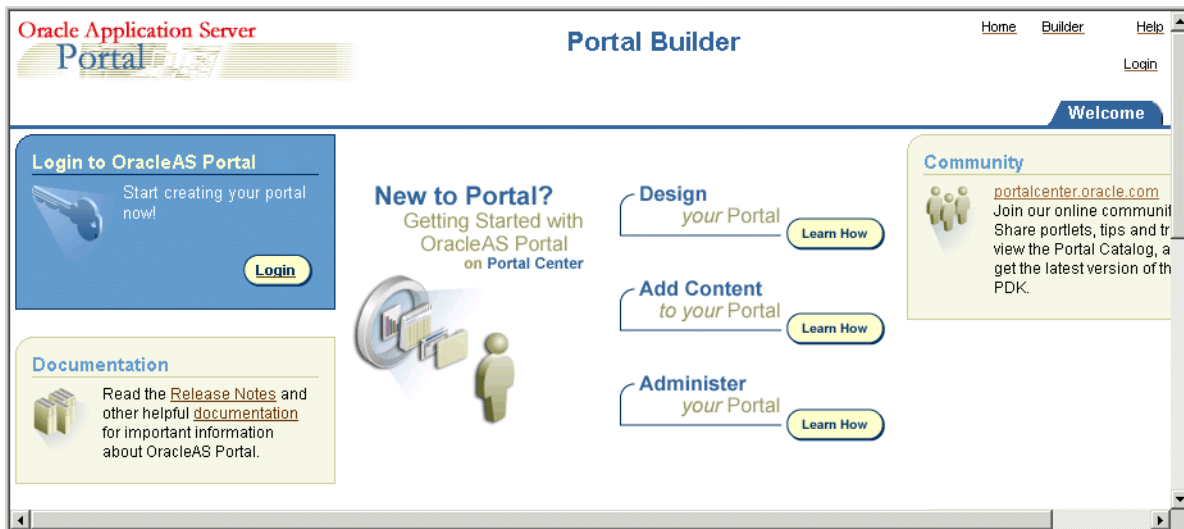 Oracle Application Server
Portal
Portal Builder
Home Builder Help
Login
Welcome
Login to OracleAS Portal
Start creating your portal
now!
Login
Documentation
Read the Release Notes and
other helpful documentation
for important information
about OracleAS Portal.
New to Portal?
Getting Started with
OracleAS Portal
on Portal Center
Design
your Portal
Learn How
Add Content
to your Portal
Learn How
Administer
your Portal
Learn How
Community
portalcenter.oracle.com
Join our online
Share portlets, tips and
view the Portal Catalog,
get the latest version of
PDK.